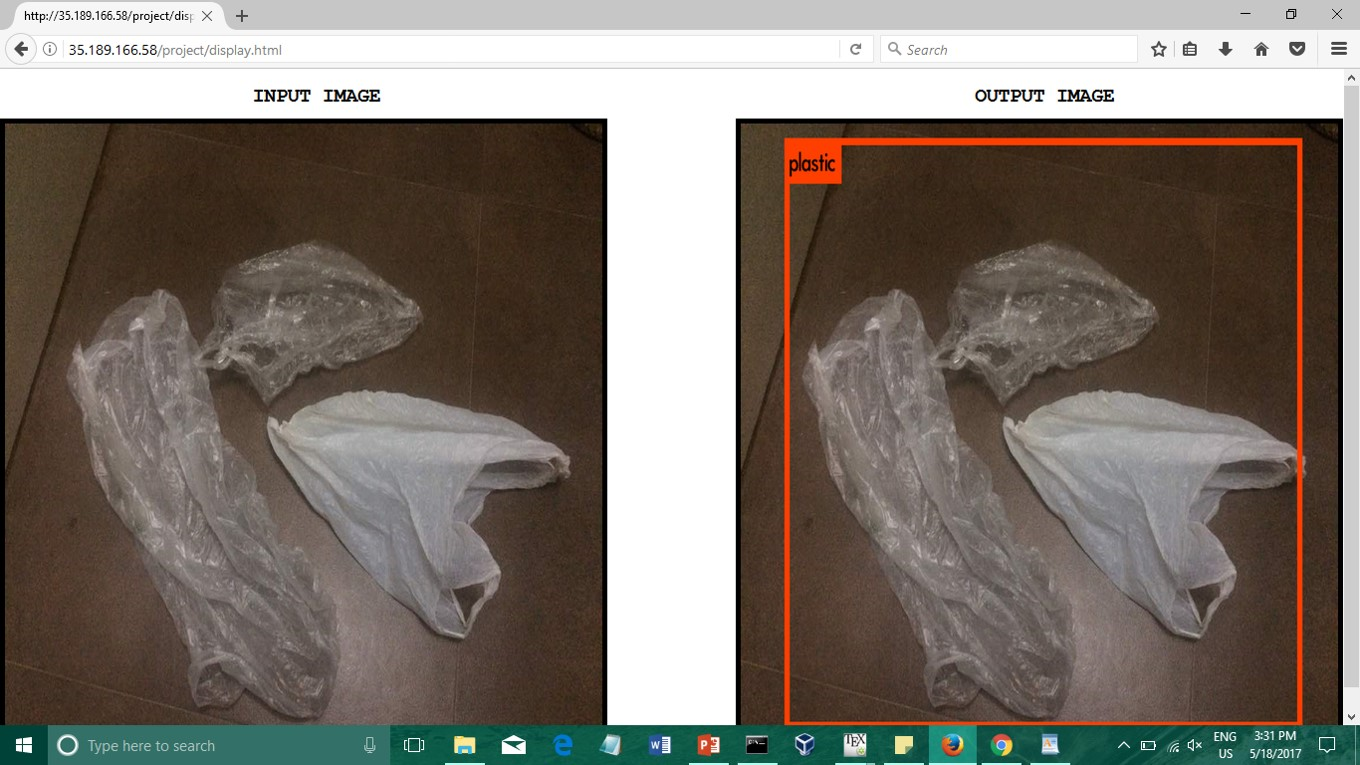 http://35.189.166.58/project/disp
35.189.166.58/project/display.html
Search
INPUT IMAGE
OUTPUT IMAGE
plastic
Type here to search
ENG
US
3:31 PM
5/18/2017